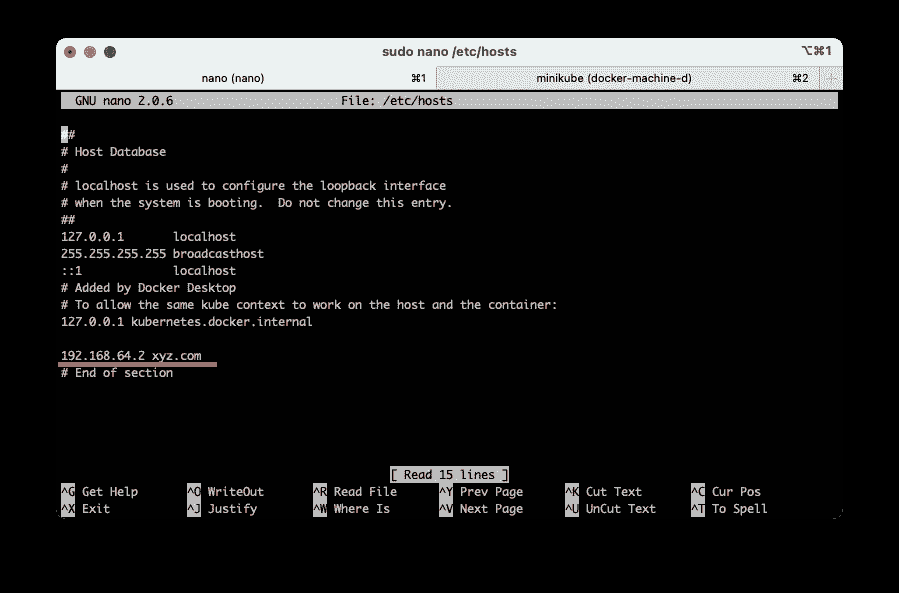 sudo nano /etc/hosts ⌥⌘1
nano (nano) ⌘1 minikube (docker-machine-d) ⌘2 +
GNU nano 2.0.6 File: /etc/hosts
##
# Host Database
#
# localhost is used to configure the loopback interface
# when the system is booting.  Do not change this entry.
##
127.0.0.1 localhost
255.255.255.255 broadcasthost
::1 localhost
# Added by Docker Desktop
# To allow the same kube context to work on the host and the container:
127.0.0.1 kubernetes.docker.internal
192.168.64.2 xyz.com
# End of section
[ Read 15 lines ]
^G Get Help ^O WriteOut ^R Read File ^Y Prev Page ^K Cut Text ^C Cur Pos
^X Exit ^J Justify ^W Where Is ^V Next Page ^U UnCut Text ^T To Spell